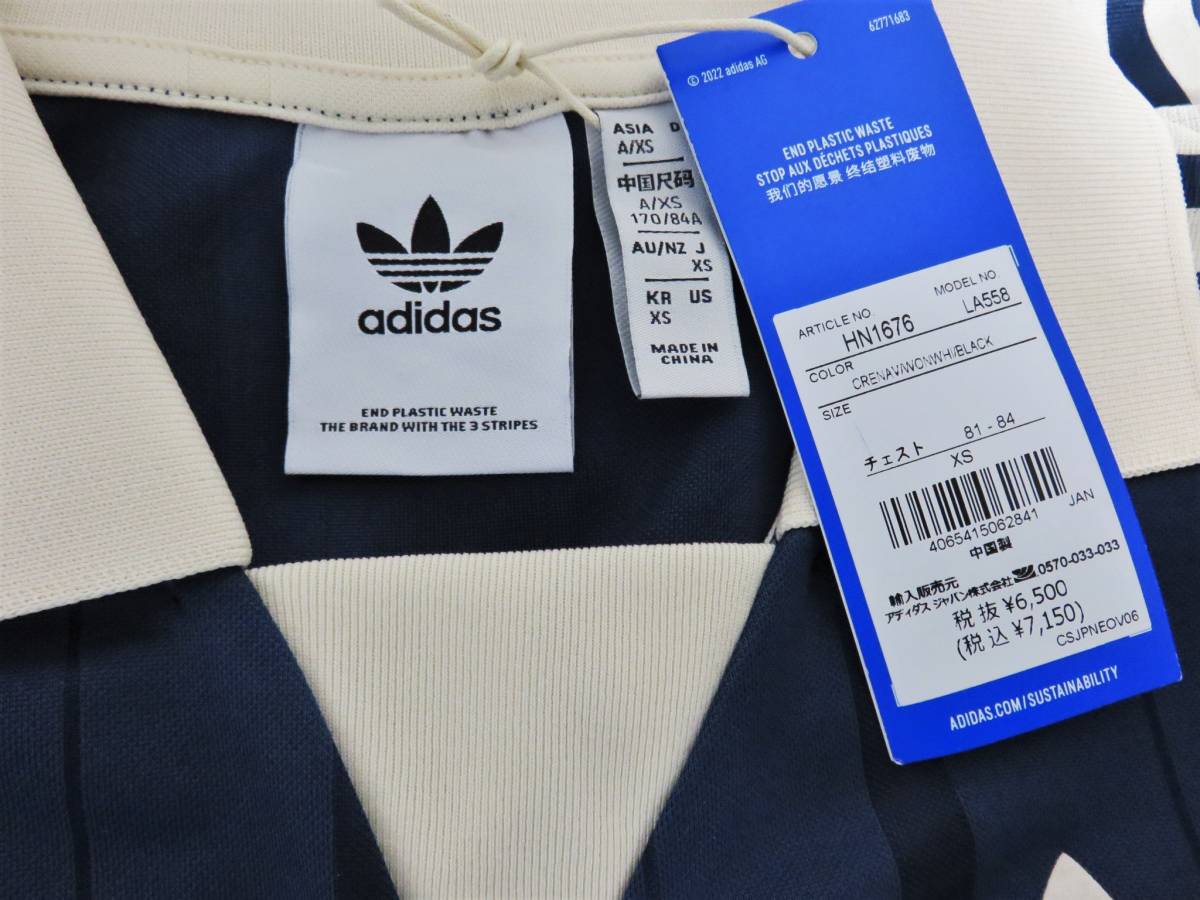 adidas
END PLASTIC WASTE
THE BRAND WITH THE 3 STRIPES
ASIA D
A/XS
中国尺码
A/XS
170/84A
AU/NZ J
XS
KR US
XS
MADE IN
CHINA
62771683
© 2022 adidas AG
END PLASTIC WASTE
STOP AUX DÉCHETS PLASTIQUES
我们的愿景 终结塑料废物
ARTICLE NO. MODEL NO.
HN1676 LA558
COLOR
CRENAV/WONWHI/BLACK
SIZE
チェスト 81 - 84
XS
JAN
4065415062841
中国製
輸入販売元
アディダス ジャパン株式会社 0570-033-033
税抜 ¥6,500
(税込 ¥7,150)
CSJPNEOV06
ADIDAS.COM/SUSTAINABILITY